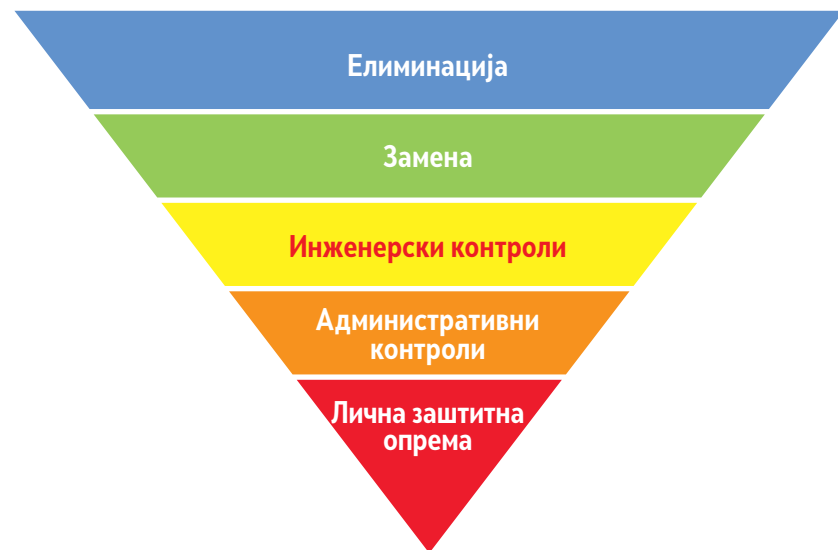 Елиминација
Замена
Инженерски контроли
Административни
контроли
Лична заштитна
опрема